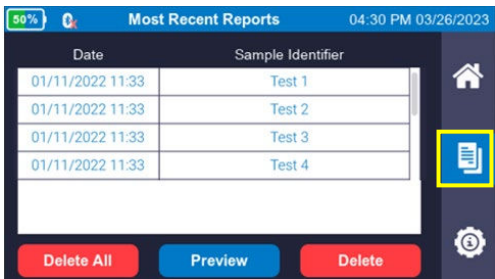 50% Most Recent Reports 04:30 PM 03/26/2023
Date Sample Identifier
01/11/2022 11:33 Test 1
01/11/2022 11:33 Test 2
01/11/2022 11:33 Test 3
01/11/2022 11:33 Test 4
Delete All Preview Delete